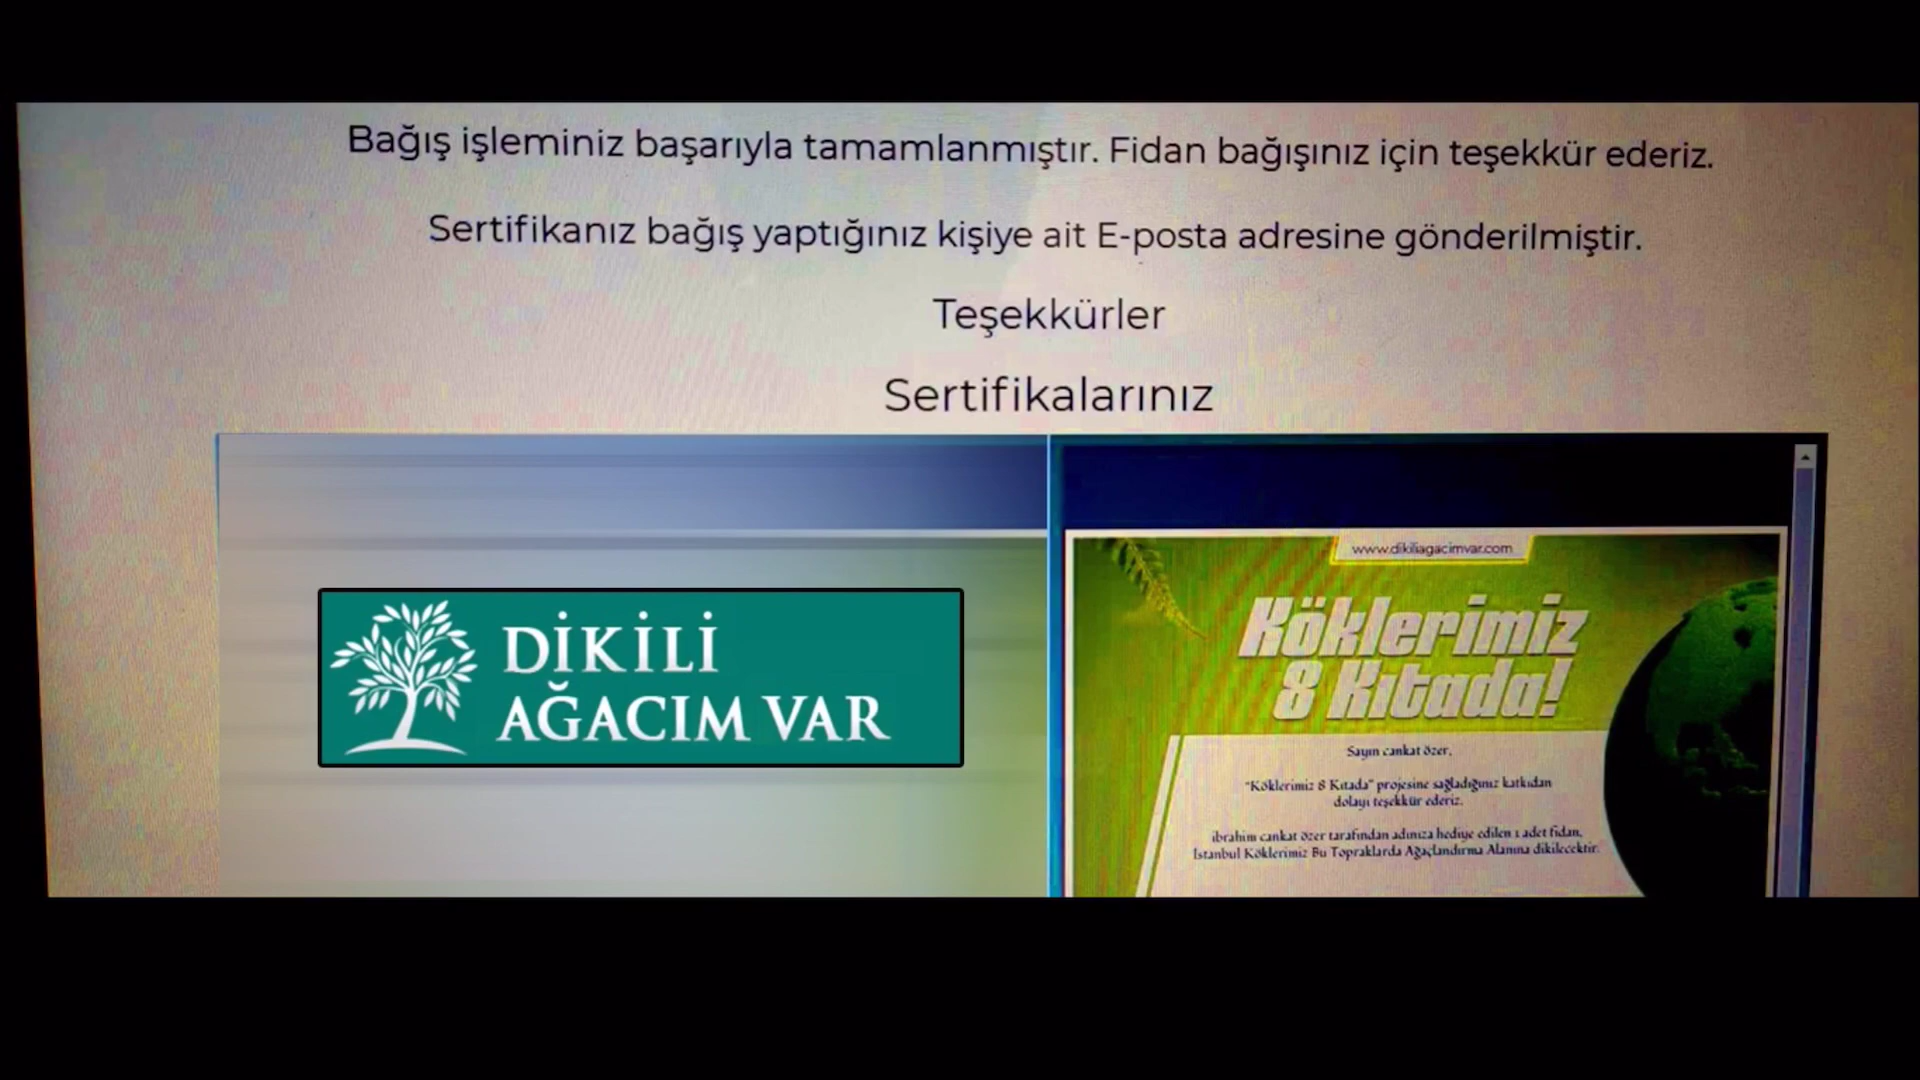 Bağış işleminiz başarıyla tamamlanmıştır. Fidan bağışınız için teşekkür ederiz.
Sertifikanız bağış yaptığınız kişiye ait E-posta adresine gönderilmiştir.
Teşekkürler
Sertifikalarınız
DİKİLİ
AĞACIM VAR
www.dikiliagacimvar.com
Köklerimiz
8 Kıtada!
Sayın cankat özer,
"Köklerimiz 8 Kıtada" projesine sağladığınız katkıdan
dolayı teşekkür ederiz.
ibrahim cankat özer tarafından adınıza hediye edilen 1 adet fidan,
İstanbul Köklerimiz Bu Topraklarda Ağaçlandırma Alanına dikilecektir.